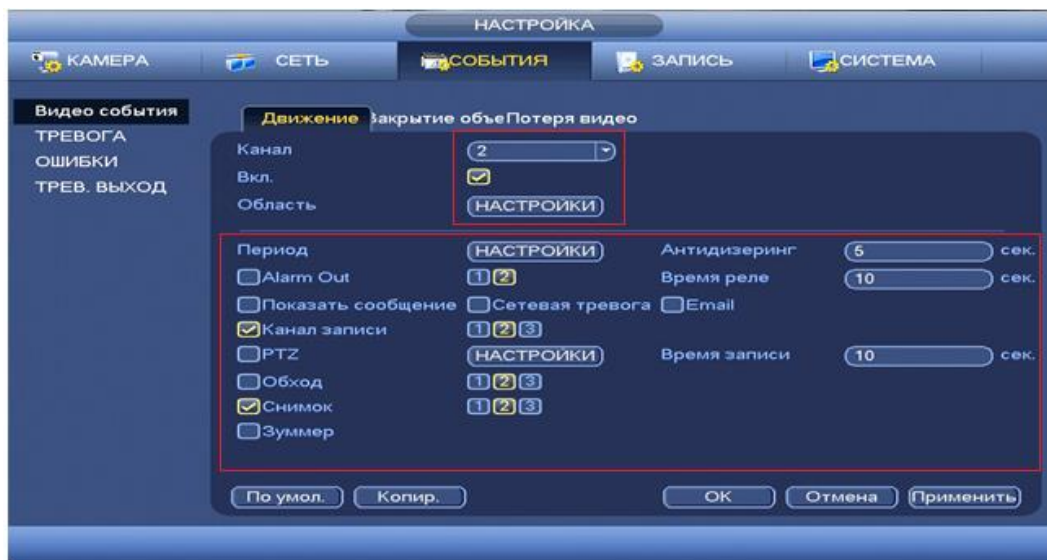 НАСТРОЙКА
КАМЕРА СЕТЬ СОБЫТИЯ ЗАПИСЬ СИСТЕМА
Видео события
ТРЕВОГА
ОШИБКИ
ТРЕВ. ВЫХОД
Движение Закрытие объе Потеря видео
Канал 2
Вкл.
Область НАСТРОЙКИ
Период НАСТРОЙКИ Антидизеринг 5 сек.
Alarm Out 1 2 Время реле 10 сек.
Показать сообщение Сетевая тревога Email
Канал записи 1 2 3
PTZ НАСТРОЙКИ Время записи 10 сек.
Обход 1 2 3
Снимок 1 2 3
Зуммер
По умол. Копир. OK Отмена Применить